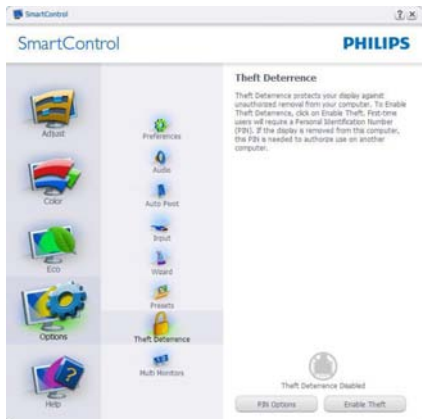 SmartControl
? x
SmartControl
PHILIPS
Adjust
Color
Eco
Options
Help
Preferences
Audio
Auto Pivot
Input
Wizard
Presets
Theft Deterrence
Multi Monitors
Theft Deterrence
Theft Deterrence protects your display against
unauthorized removal from your computer. To Enable
Theft Deterrence, click on Enable Theft. First-time
users will require a Personal Identification Number
(PIN). If the display is removed from this computer,
the PIN is needed to authorize use on another
computer.
Theft Deterrence Disabled
PIN Options
Enable Theft